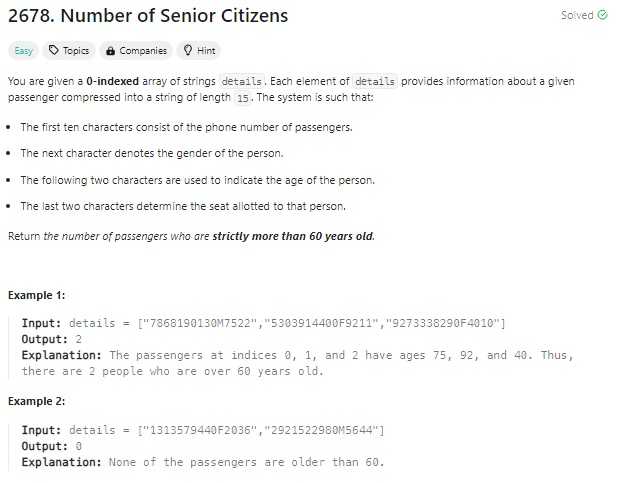 2678. Number of Senior Citizens
Solved
Easy Topics Companies Hint
You are given a 0-indexed array of strings details. Each element of details provides information about a given
passenger compressed into a string of length 15. The system is such that:
• The first ten characters consist of the phone number of passengers.
• The next character denotes the gender of the person.
• The following two characters are used to indicate the age of the person.
• The last two characters determine the seat allotted to that person.
Return the number of passengers who are strictly more than 60 years old.
Example 1:
Input: details = ["7868190130M7522","5303914400F9211","9273338290F4010"]
Output: 2
Explanation: The passengers at indices 0, 1, and 2 have ages 75, 92, and 40. Thus,
there are 2 people who are over 60 years old.
Example 2:
Input: details = ["1313579440F2036","2921522980M5644"]
Output: 0
Explanation: None of the passengers are older than 60.